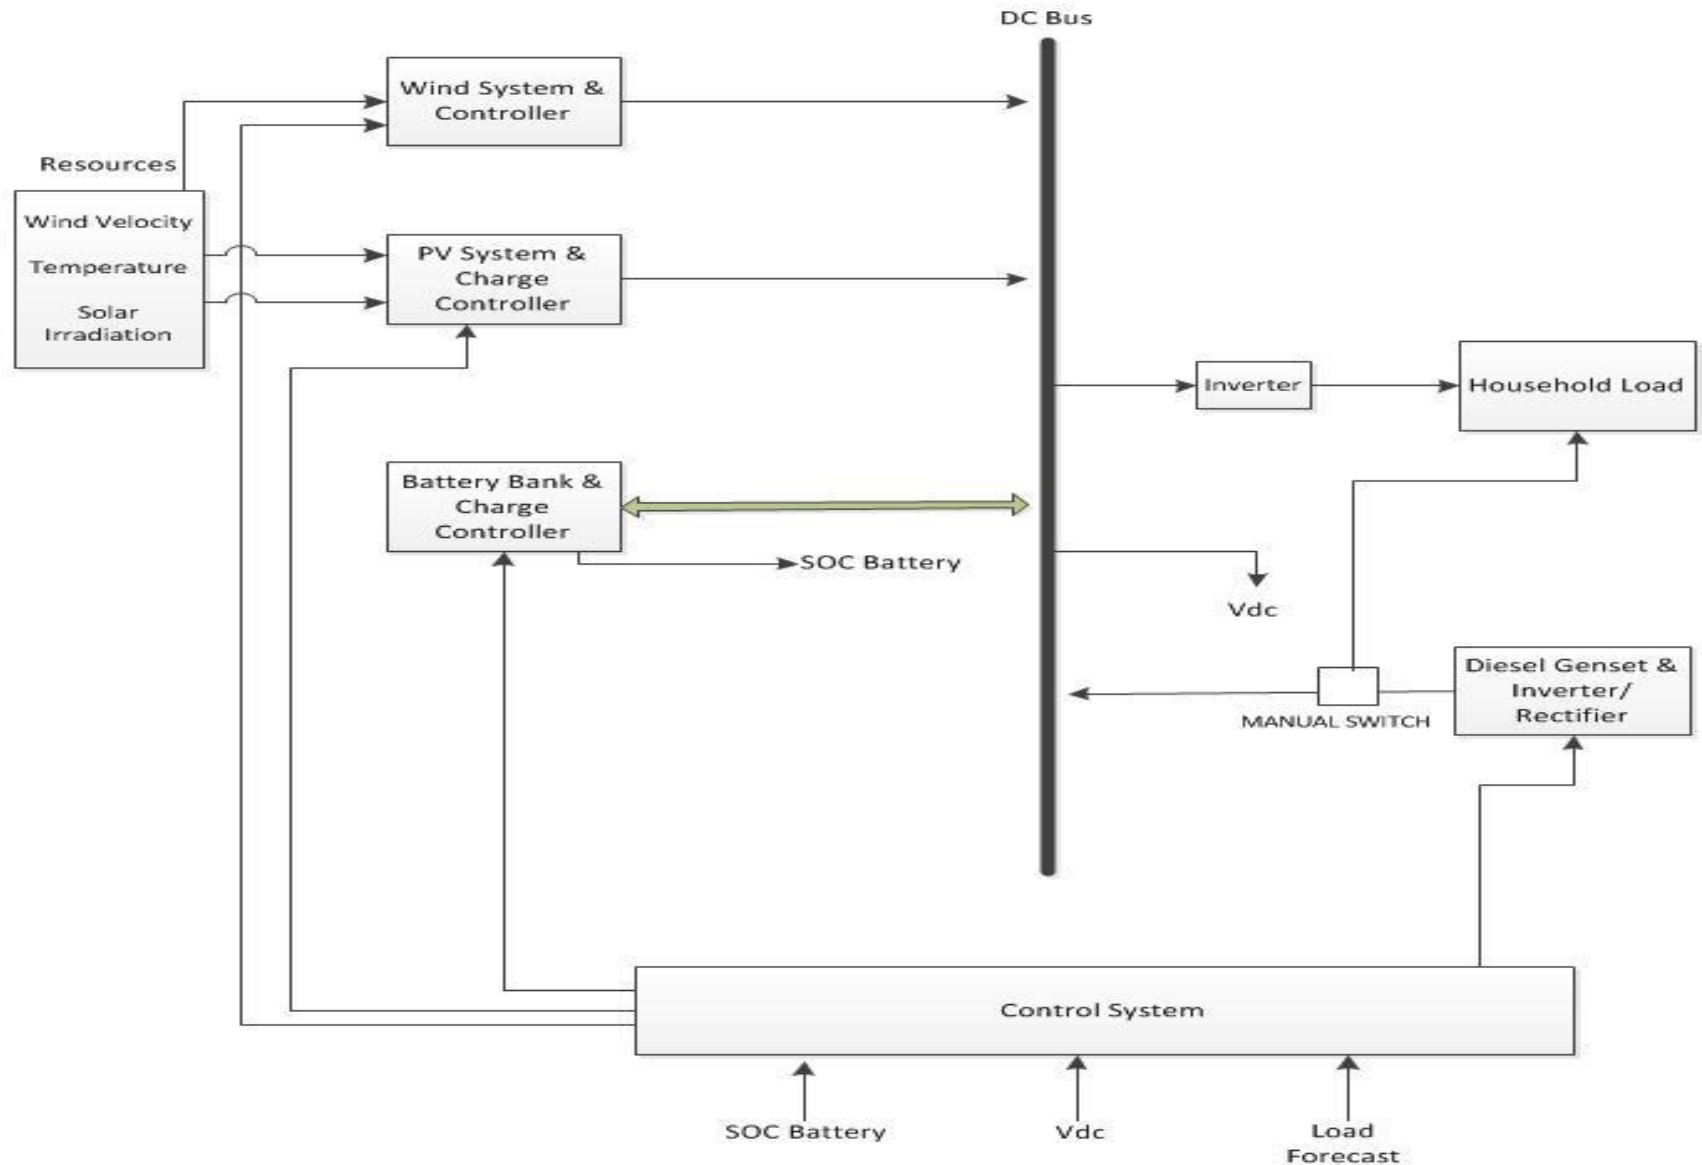 DC Bus
Wind System &
Controller
Resources
Wind Velocity
Temperature
Solar
Irradiation
PV System &
Charge
Controller
Inverter
Household Load
Battery Bank &
Charge
Controller
SOC Battery
Vdc
Diesel Genset &
Inverter/
Rectifier
MANUAL SWITCH
Control System
SOC Battery
Vdc
Load
Forecast